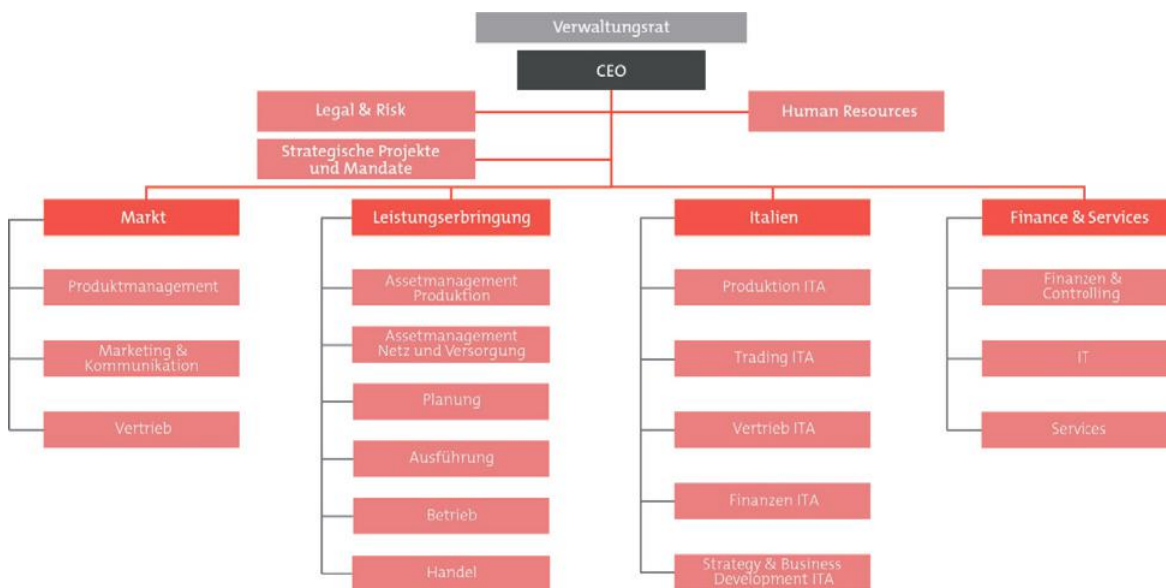 Verwaltungsrat
CEO
Legal & Risk
Human Resources
Strategische Projekte
und Mandate
Markt
Leistungserbringung
Italien
Finance & Services
Produktmanagement
Marketing &
Kommunikation
Vertrieb
Assetmanagement
Produktion
Assetmanagement
Netz und Versorgung
Planung
Ausführung
Betrieb
Handel
Produktion ITA
Trading ITA
Vertrieb ITA
Finanzen ITA
Strategy & Business
Development ITA
Finanzen &
Controlling
IT
Services